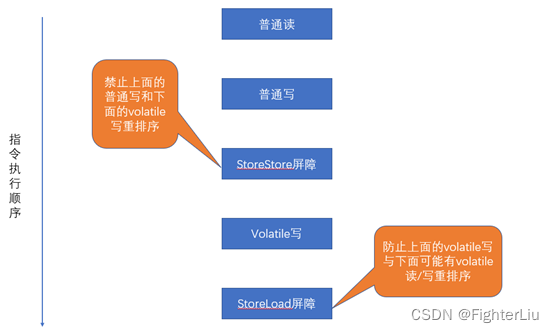 普通读
禁止上面的
普通写和下
面的volatile
写重排序
普通写
指
令
执
行
顺
序
StoreStore屏障
Volatile写
防止上面的volatile写
与下面可能有volatile
读/写重排序
StoreLoad屏障
CSDN @FighterLiu